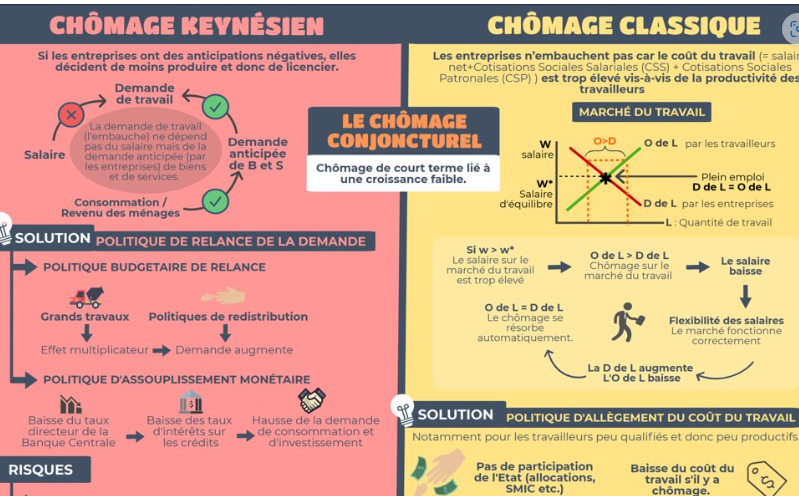 CHÔMAGE KEYNÉSIEN
Si les entreprises ont des anticipations négatives, elles
décident de moins produire et donc de licencier.
Demande
de travail
La demande de travail
(l'embauche) ne dépend
pas du salaire mais de la
demande anticipée (par
les entreprises) de biens
et de services.
Salaire
Demande
anticipée
de B et S
Consommation /
Revenu des ménages
SOLUTION
POLITIQUE DE RELANCE DE LA DEMANDE
POLITIQUE BUDGETAIRE DE RELANCE
Grands travaux
Politiques de redistribution
Effet multiplicateur
Demande augmente
POLITIQUE D'ASSOUPLISSEMENT MONÉTAIRE
Baisse du taux
directeur de la
Banque Centrale
Baisse des taux
d'intérêts sur
les crédits
Hausse de la demande
de consommation et
d'investissement
RISQUES
LE CHÔMAGE
CONJONCTUREL
Chômage de court terme lié à
une croissance faible.
CHÔMAGE CLASSIQUE
Les entreprises n'embauchent pas car le coût du travail (= salair
net+Cotisations Sociales Salariales (CSS) + Cotisations Sociales
Patronales (CSP) ) est trop élevé vis-à-vis de la productivité des
travailleurs
MARCHÉ DU TRAVAIL
W
salaire
O>D
O de L par les travailleurs
W*
Salaire
d'équilibre
Plein emploi
D de L = O de L
D de L par les entreprises
L : Quantité de travail
Si w > w*
Le salaire sur le
marché du travail
est trop élevé
O de L > D de L
Chômage sur le
marché du travail
Le salaire
baisse
O de L = D de L
Le chômage se
résorbe
automatiquement.
Flexibilité des salaires
Le marché fonctionne
correctement
La D de L augmente
L'O de L baisse
SOLUTION
POLITIQUE D'ALLÈGEMENT DU COÛT DU TRAVAIL
Notamment pour les travailleurs peu qualifiés et donc peu productifs.
Pas de participation
de l'Etat (allocations,
SMIC etc.)
Baisse du coût du
travail s'il y a
chômage.